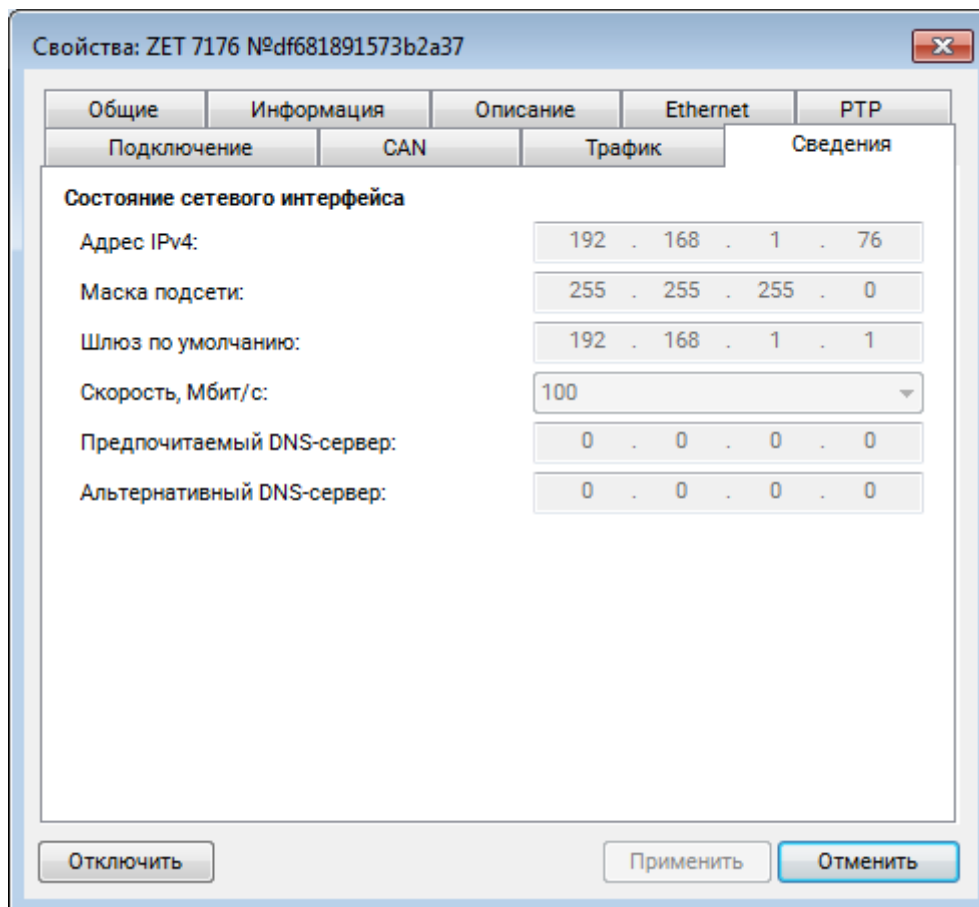 Свойства: ZET 7176 №df681891573b2a37
Общие Информация Описание Ethernet PTP
Подключение CAN Трафик Сведения
Состояние сетевого интерфейса
Адрес IPv4: 192 . 168 . 1 . 76
Маска подсети: 255 . 255 . 255 . 0
Шлюз по умолчанию: 192 . 168 . 1 . 1
Скорость, Мбит/с: 100
Предпочитаемый DNS-сервер: 0 . 0 . 0 . 0
Альтернативный DNS-сервер: 0 . 0 . 0 . 0
Отключить Применить Отменить